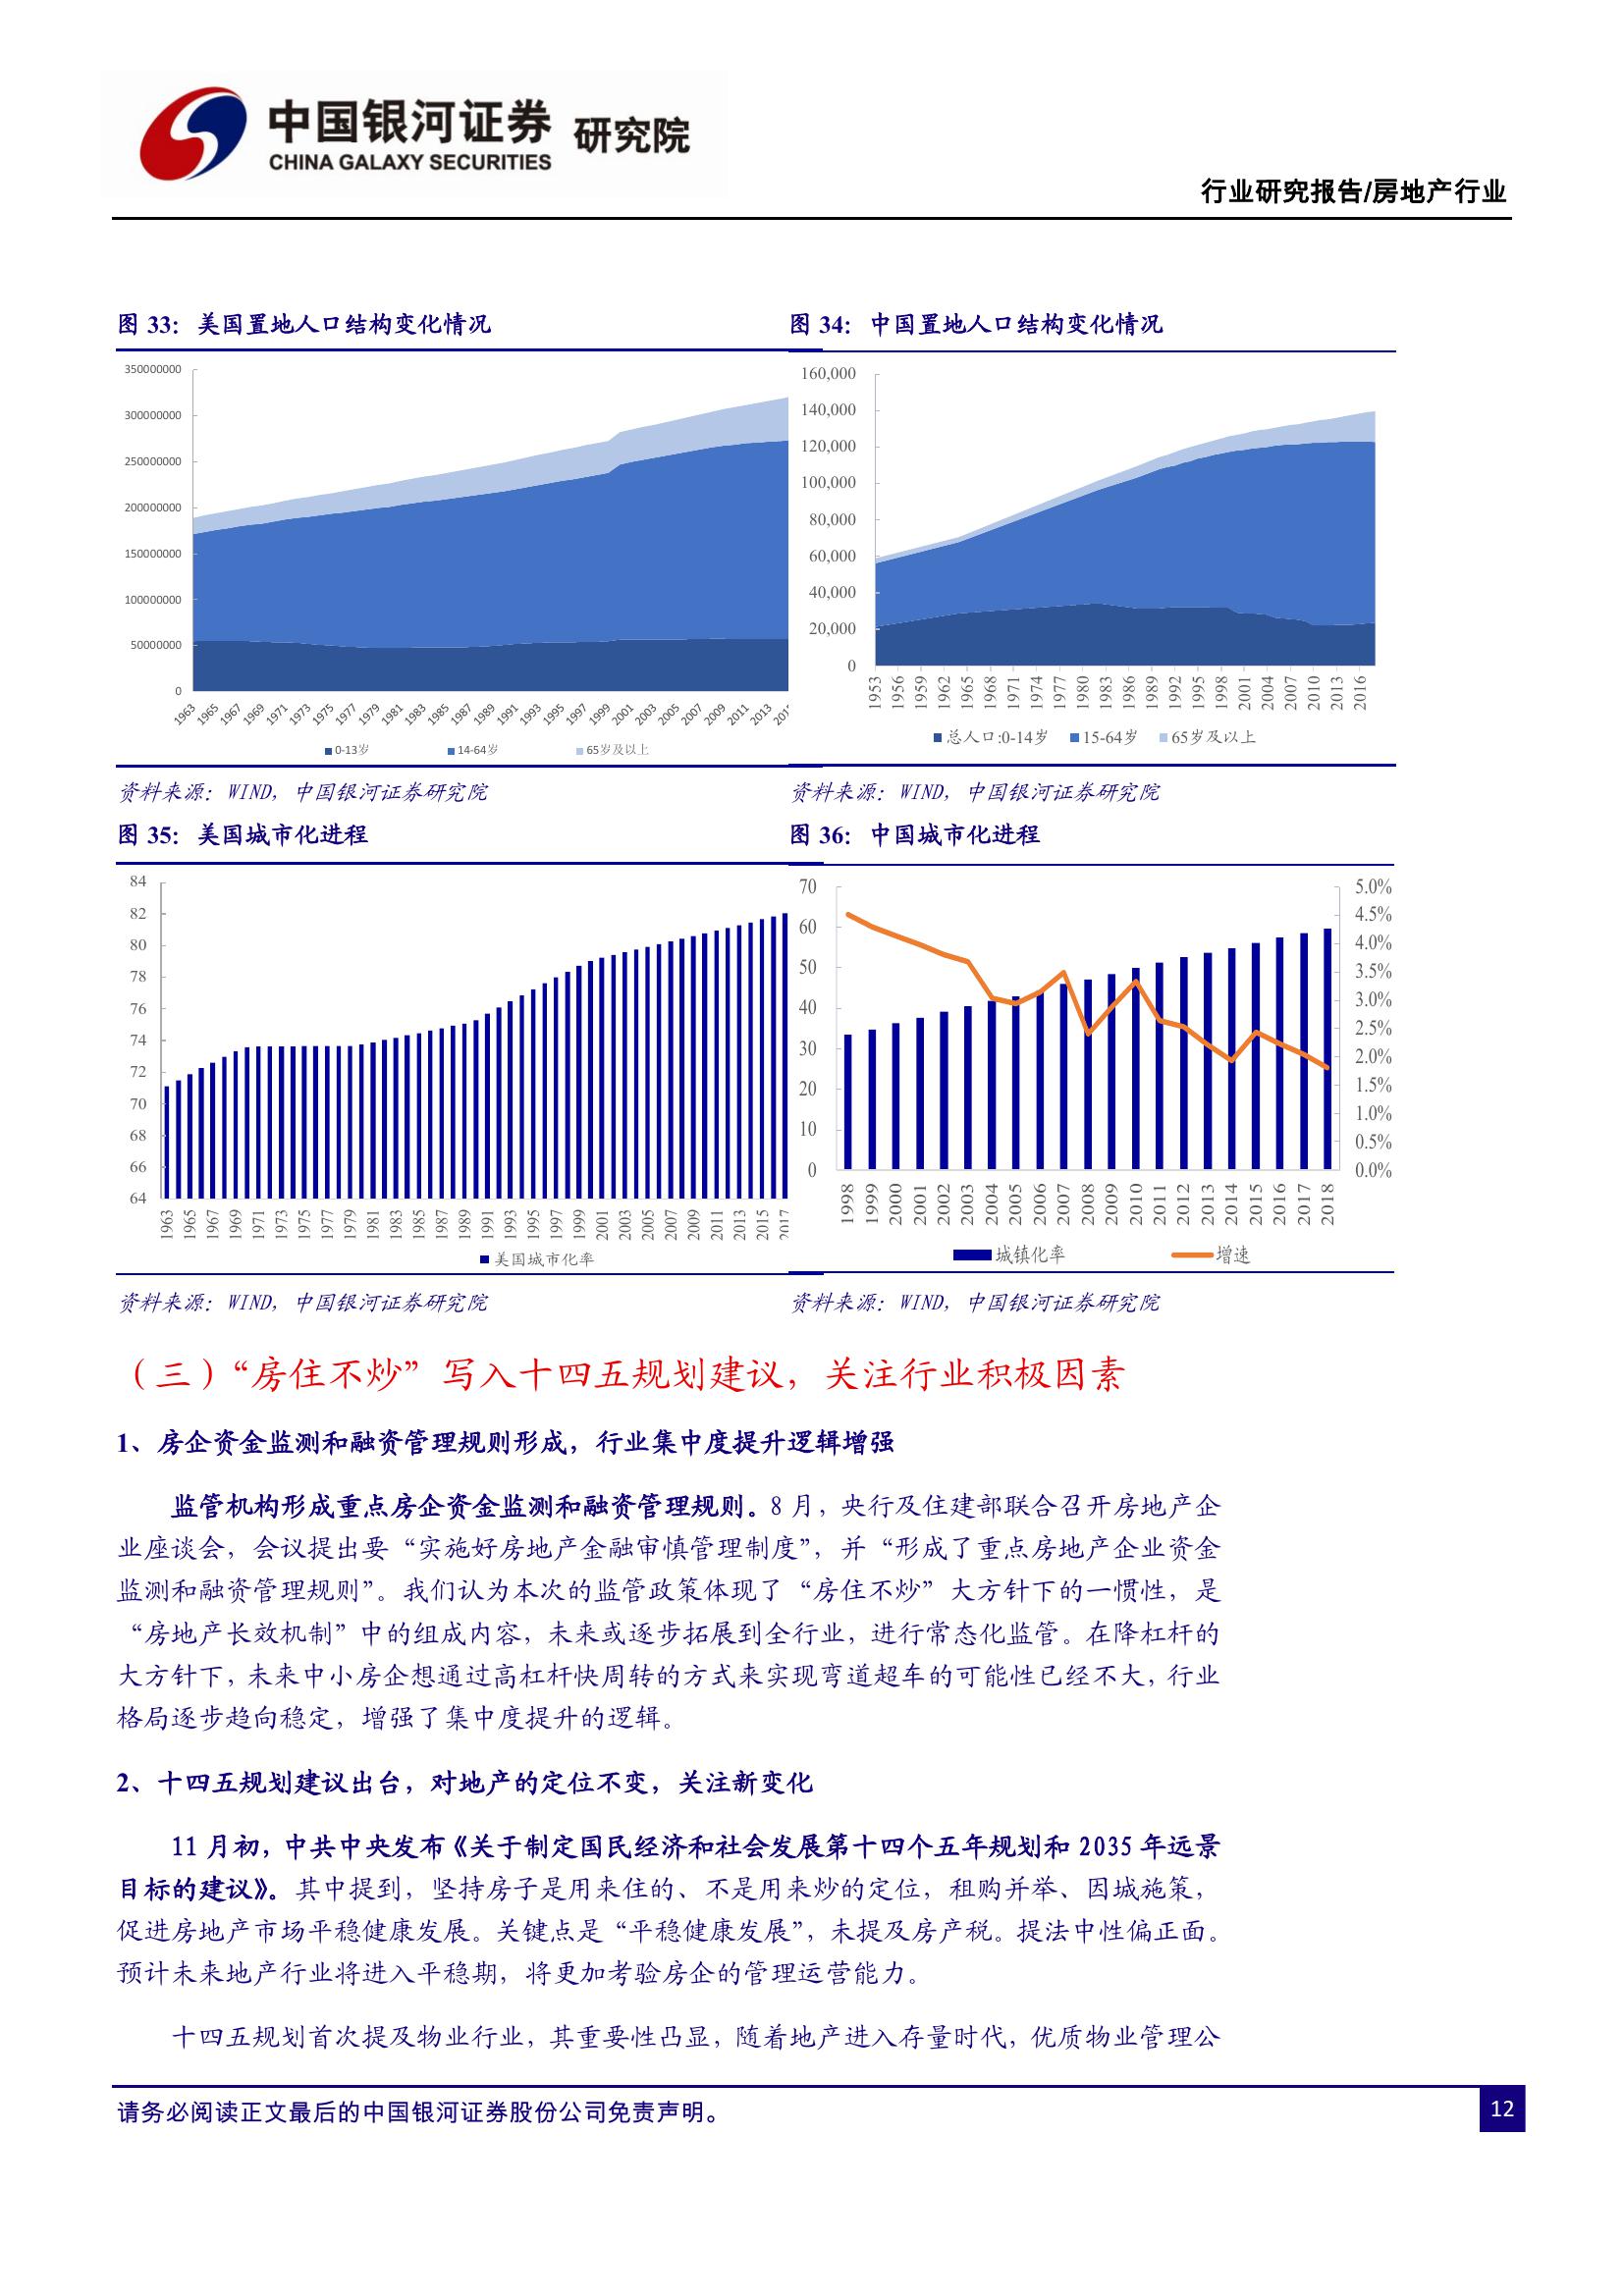 中国银河证券 研究院
CHINA GALAXY SECURITIES
行业研究报告/房地产行业
图 33：美国置地人口结构变化情况
350000000
300000000
250000000
200000000
150000000
100000000
50000000
0
1963 1965 1967 1969 1971 1973 1975 1977 1979 1981 1983 1985 1987 1989 1991 1993 1995 1997 1999 2001 2003 2005 2007 2009 2011 2013
0-13岁 14-64岁 65岁及以上
资料来源：WIND，中国银河证券研究院
图 34：中国置地人口结构变化情况
160,000
140,000
120,000
100,000
80,000
60,000
40,000
20,000
0
1953 1956 1959 1962 1965 1968 1971 1974 1977 1980 1983 1986 1989 1992 1995 1998 2001 2004 2007 2010 2013 2016
总人口:0-14岁 15-64岁 65岁及以上
资料来源：WIND，中国银河证券研究院
图 35：美国城市化进程
84
82
80
78
76
74
72
70
68
66
64
1963 1965 1967 1969 1971 1973 1975 1977 1979 1981 1983 1985 1987 1989 1991 1993 1995 1997 1999 2001 2003 2005 2007 2009 2011 2013 2015 2017
美国城市化率
资料来源：WIND，中国银河证券研究院
图 36：中国城市化进程
70 5.0%
60 4.5%
50 4.0%
40 3.5%
30 3.0%
20 2.5%
10 2.0%
0 1.5%
1.0%
0.5%
0.0%
1998 1999 2000 2001 2002 2003 2004 2005 2006 2007 2008 2009 2010 2011 2012 2013 2014 2015 2016 2017 2018
城镇化率 增速
资料来源：WIND，中国银河证券研究院
（三）“房住不炒”写入十四五规划建议，关注行业积极因素
1、房企资金监测和融资管理规则形成，行业集中度提升逻辑增强
监管机构形成重点房企资金监测和融资管理规则。8 月，央行及住建部联合召开房地产企
业座谈会，会议提出要“实施好房地产金融审慎管理制度”，并“形成了重点房地产企业资金
监测和融资管理规则”。我们认为本次的监管政策体现了“房住不炒”大方针下的一惯性，是
“房地产长效机制”中的组成内容，未来或逐步拓展到全行业，进行常态化监管。在降杠杆的
大方针下，未来中小房企想通过高杠杆快周转的方式来实现弯道超车的可能性已经不大，行业
格局逐步趋向稳定，增强了集中度提升的逻辑。
2、十四五规划建议出台，对地产的定位不变，关注新变化
11 月初，中共中央发布《关于制定国民经济和社会发展第十四个五年规划和 2035 年远景
目标的建议》。其中提到，坚持房子是用来住的、不是用来炒的定位，租购并举、因城施策，
促进房地产市场平稳健康发展。关键点是“平稳健康发展”，未提及房产税。提法中性偏正面。
预计未来地产行业将进入平稳期，将更加考验房企的管理运营能力。
十四五规划首次提及物业行业，其重要性凸显，随着地产进入存量时代，优质物业管理公
请务必阅读正文最后的中国银河证券股份公司免责声明。
12